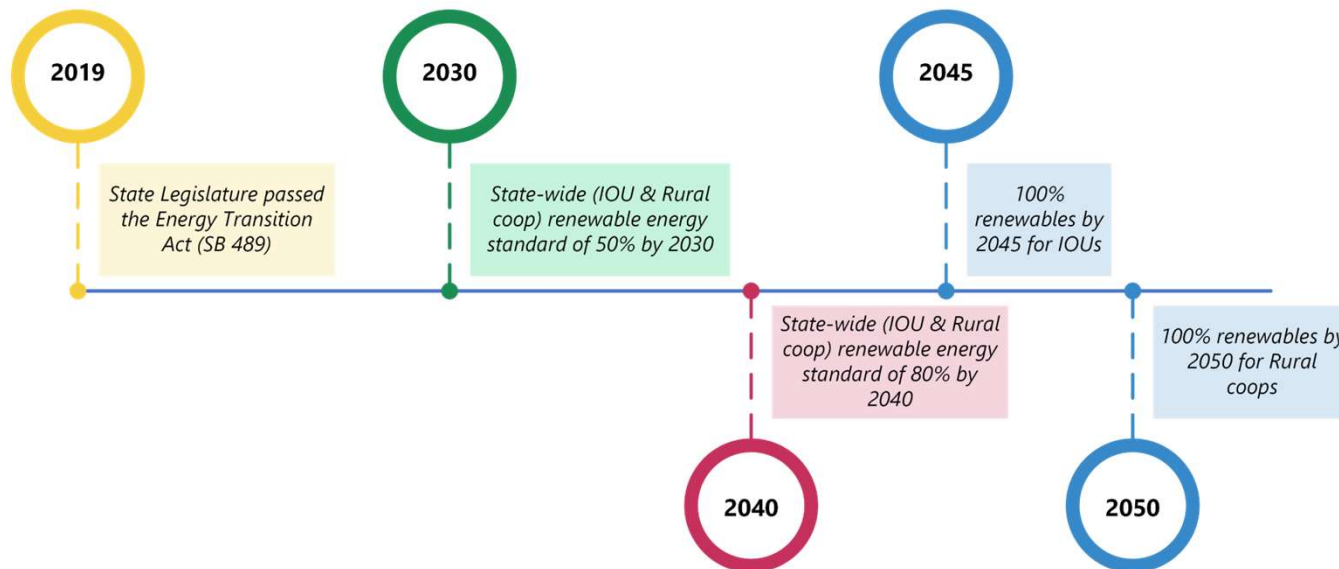 2019
State Legislature passed
the Energy Transition
Act (SB 489)
2030
State-wide (IOU & Rural
coop) renewable energy
standard of 50% by 2030
2040
State-wide (IOU & Rural
coop) renewable energy
standard of 80% by
2040
2045
100%
renewables by
2045 for IOUs
2050
100% renewables by
2050 for Rural
coops